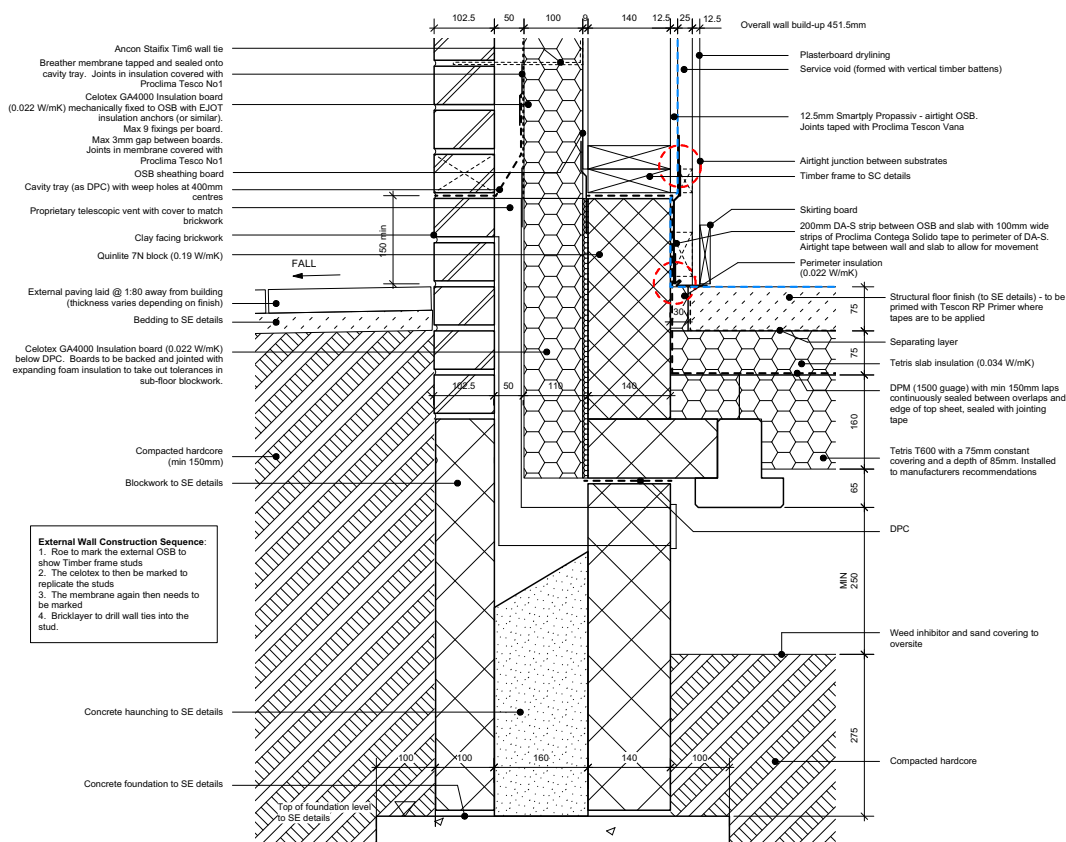 102.5 50 100 9 140 12.5 25 12.5
Overall wall build-up 451.5mm
Ancon Staifix Tim6 wall tie
Breather membrane tapped and sealed onto
cavity tray. Joints in insulation covered with
Proclima Tesco No1
Celotex GA4000 Insulation board
(0.022 W/mK) mechanically fixed to OSB with EJOT
insulation anchors (or similar).
Max 9 fixings per board.
Max 3mm gap between boards.
Joints in membrane covered with
Proclima Tesco No1
OSB sheathing board
Cavity tray (as DPC) with weep holes at 400mm
centres
Proprietary telescopic vent with cover to match
brickwork
Clay facing brickwork
Quinlite 7N block (0.19 W/mK)
150 min
FALL
External paving laid @ 1:80 away from building
(thickness varies depending on finish)
Bedding to SE details
Celotex GA4000 Insulation board (0.022 W/mK)
below DPC. Boards to be backed and jointed with
expanding foam insulation to take out tolerances in
sub-floor blockwork.
102.5 50 110 140
Compacted hardcore
(min 150mm)
Blockwork to SE details
External Wall Construction Sequence:
1. Roe to mark the external OSB to
show Timber frame studs
2. The celotex to then be marked to
replicate the studs
3. The membrane again then needs to
be marked
4. Bricklayer to drill wall ties into the
stud.
Concrete haunching to SE details
Concrete foundation to SE details
Top of foundation level
to SE details
100 100 160 140 100
Plasterboard drylining
Service void (formed with vertical timber battens)
12.5mm Smartply Propassiv - airtight OSB.
Joints taped with Proclima Tescon Vana
Airtight junction between substrates
Timber frame to SC details
Skirting board
200mm DA-S strip between OSB and slab with 100mm wide
strips of Proclima Contega Solido tape to perimeter of DA-S.
Airtight tape between wall and slab to allow for movement
Perimeter insulation
(0.022 W/mK)
30
75
Structural floor finish (to SE details) - to be
primed with Tescon RP Primer where
tapes are to be applied
Separating layer
75
Tetris slab insulation (0.034 W/mK)
DPM (1500 guage) with min 150mm laps
continuously sealed between overlaps and
edge of top sheet, sealed with jointing
tape
160
Tetris T600 with a 75mm constant
covering and a depth of 85mm. Installed
to manufacturers recommendations
65
DPC
MIN
250
Weed inhibitor and sand covering to
oversite
275
Compacted hardcore